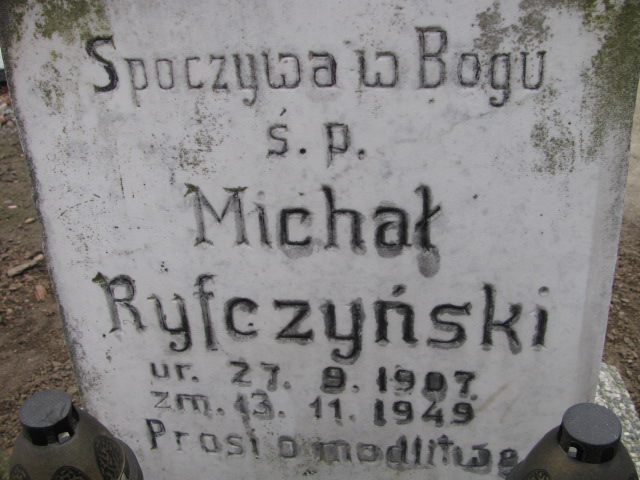 Spoczywa w Bogu
ś. p.
Michał
Ryfczyński
ur. 27. 9. 1907.
zm. 13. 11. 1949
Prosi o modlitwę